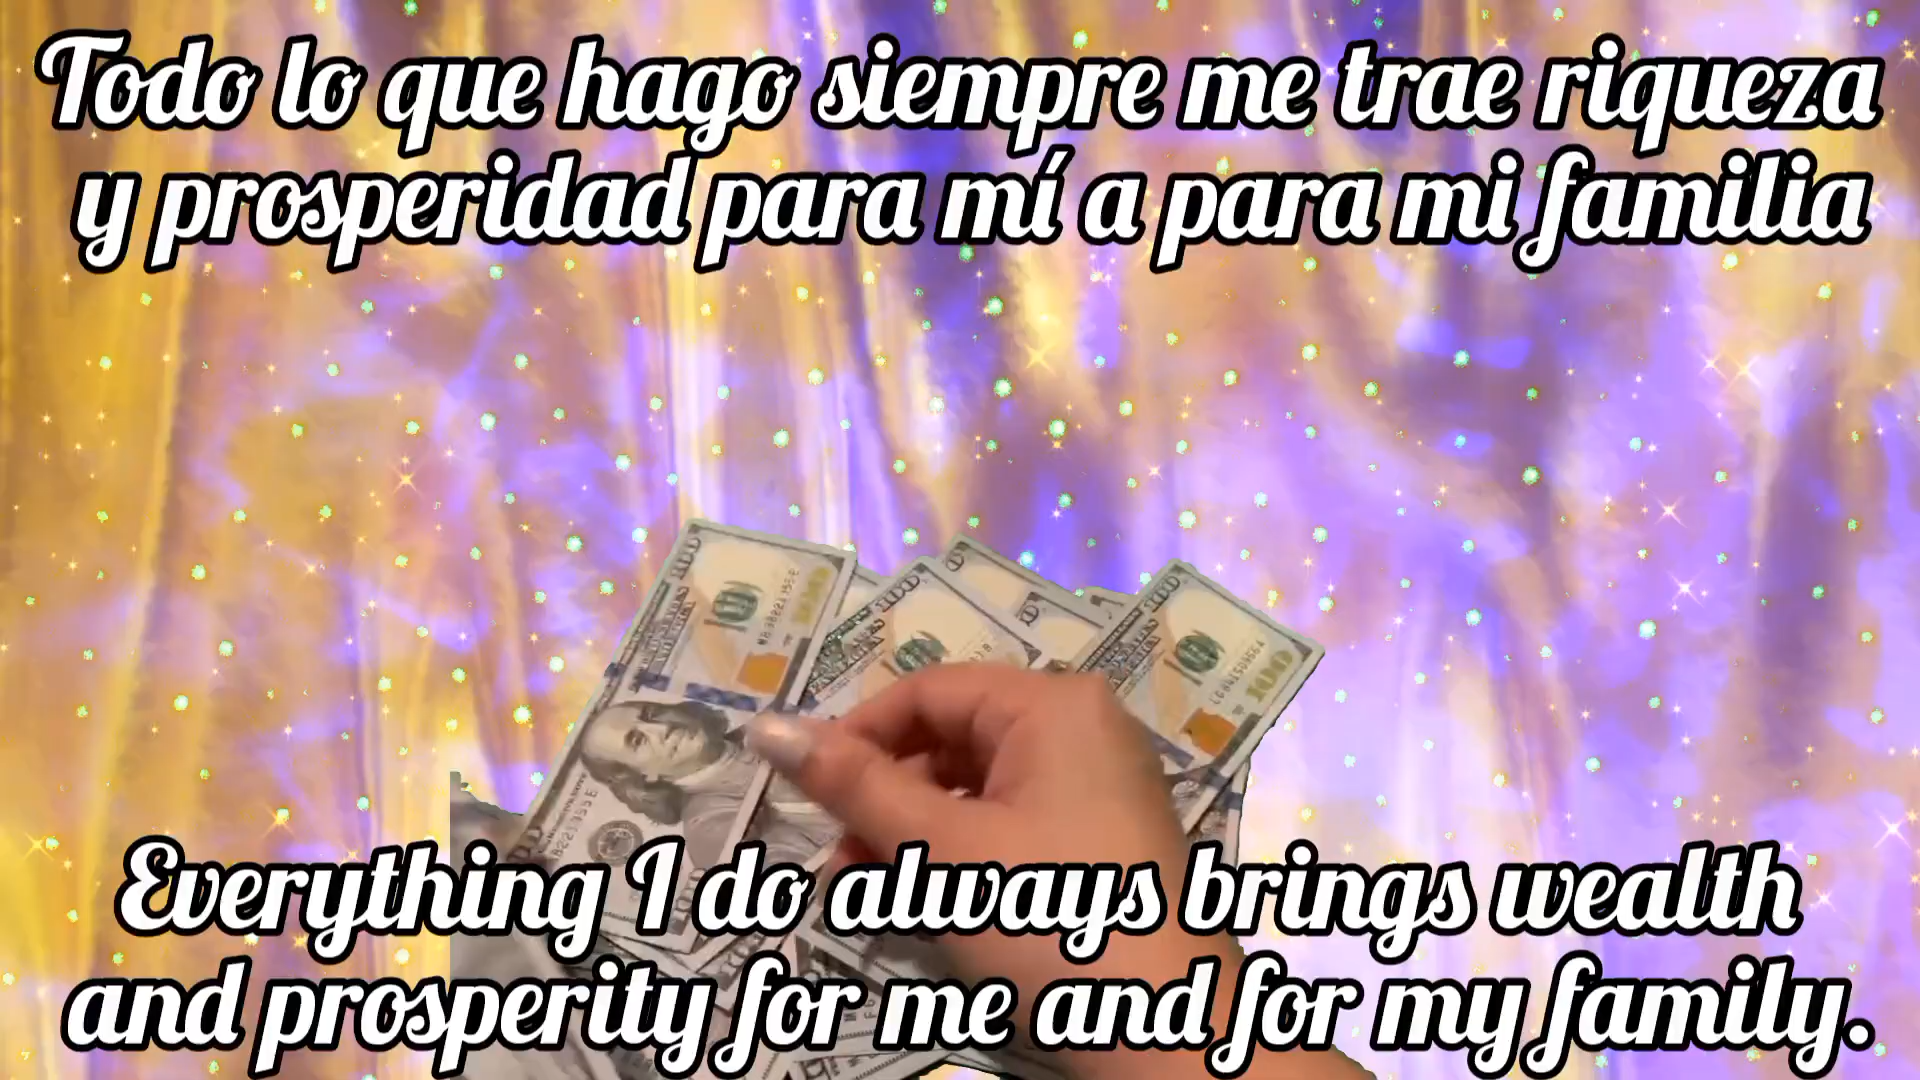 Todo lo que hago siempre me trae riqueza
y prosperidad para mí a para mi familia
Everything I do always brings wealth
and prosperity for me and for my family.